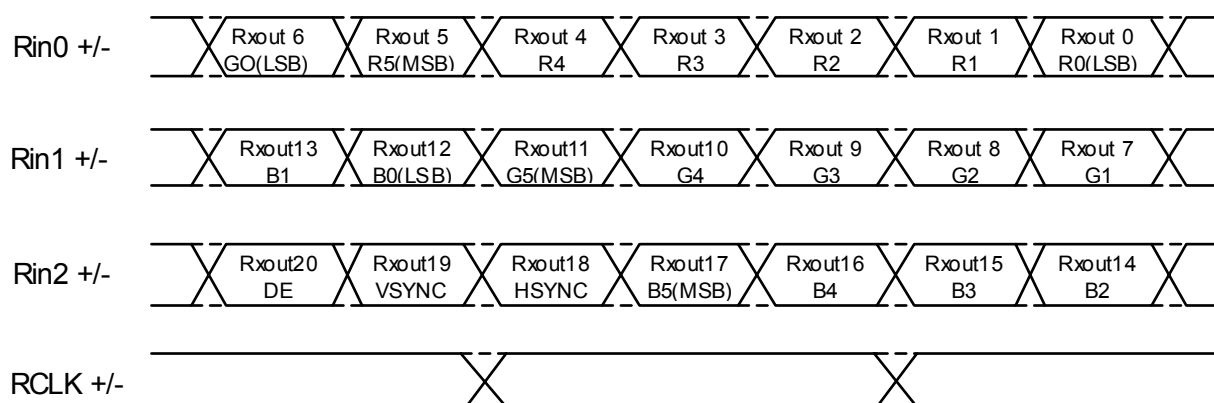 Rin0 +/-
Rxout 6 Rxout 5 Rxout 4 Rxout 3 Rxout 2 Rxout 1 Rxout 0
GO(LSB) R5(MSB) R4 R3 R2 R1 R0(LSB)
Rin1 +/-
Rxout13 Rxout12 Rxout11 Rxout10 Rxout 9 Rxout 8 Rxout 7
B1 B0(LSB) G5(MSB) G4 G3 G2 G1
Rin2 +/-
Rxout20 Rxout19 Rxout18 Rxout17 Rxout16 Rxout15 Rxout14
DE VSYNC HSYNC B5(MSB) B4 B3 B2
RCLK +/-